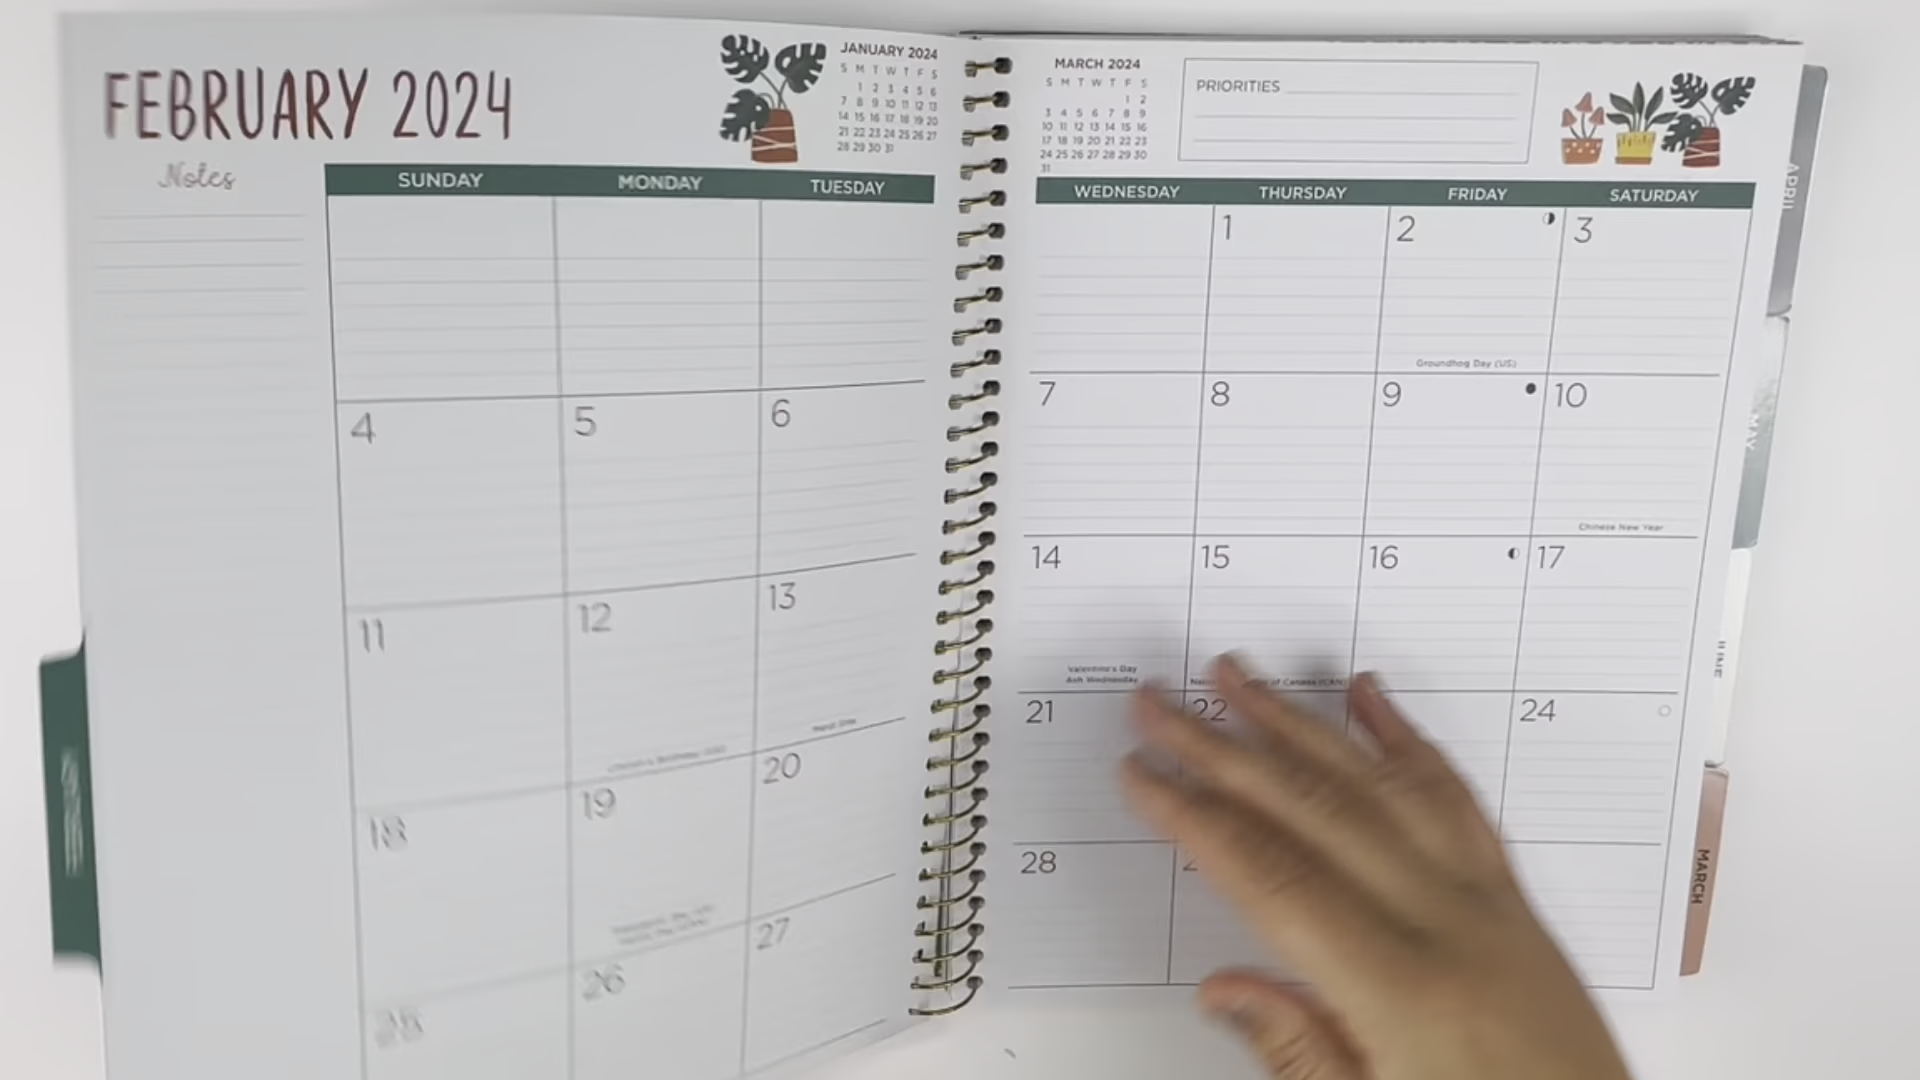 FEBRUARY 2024
Notes
JANUARY 2024
S M T W T F S
1 2 3 4 5 6
7 8 9 10 11 12 13
14 15 16 17 18 19 20
21 22 23 24 25 26 27
28 29 30 31
SUNDAY MONDAY TUESDAY
4 5 6
11 12 13
18 19 20
25 26 27
MARCH 2024
S M T W T F S
1 2
3 4 5 6 7 8 9
10 11 12 13 14 15 16
17 18 19 20 21 22 23
24 25 26 27 28 29 30
31
PRIORITIES
WEDNESDAY THURSDAY FRIDAY SATURDAY
1 2 3
Groundhog Day (US)
7 8 9 10
Chinese New Year
14 15 16 17
Valentine's Day
Ash Wednesday
of Canada (CAN)
21 22 24
28
APRIL
MAY
JUNE
MARCH